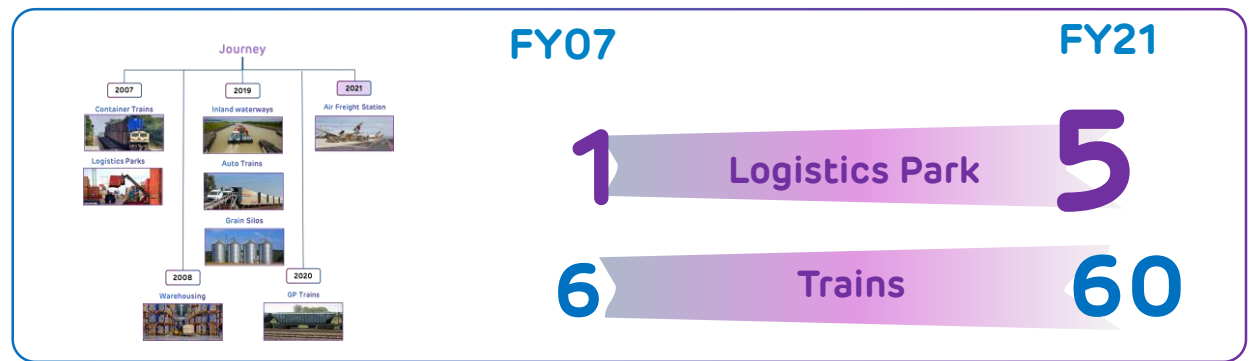 Journey
2007
Container Trains
Logistics Parks
2008
Warehousing
2019
Inland waterways
Auto Trains
Grain Silos
2020
GP Trains
2021
Air Freight Station
FY07
FY21
1
Logistics Park
5
6
Trains
60